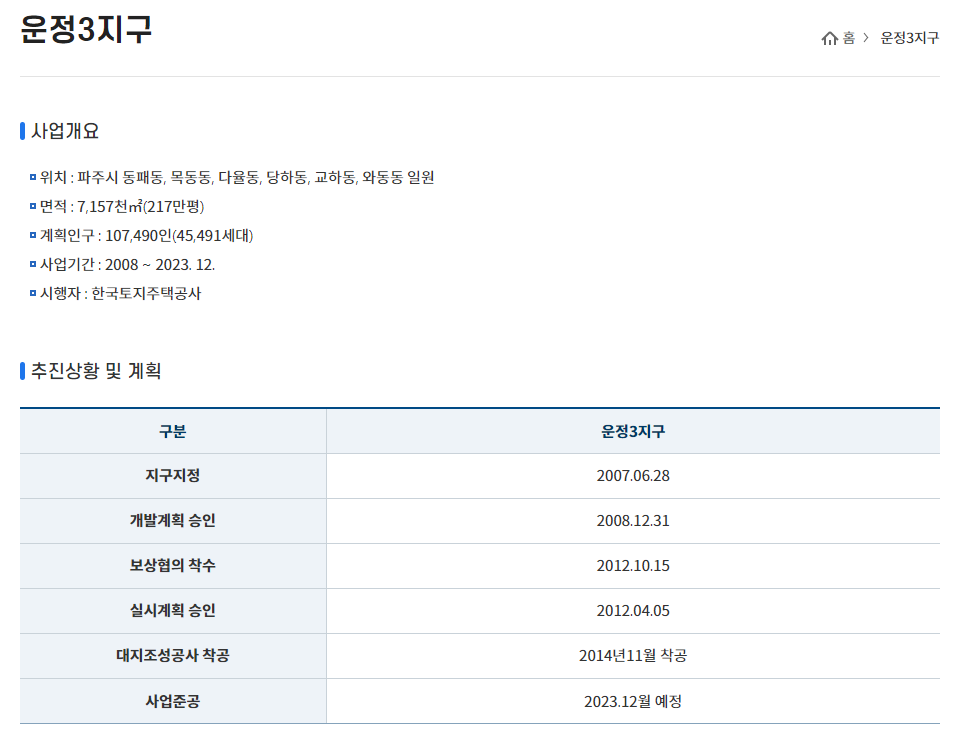 운정3지구
홈 > 운정3지구
사업개요
위치 : 파주시 동패동, 목동동, 다율동, 당하동, 교하동, 와동동 일원
면적 : 7,157천㎡(217만평)
계획인구 : 107,490인(45,491세대)
사업기간 : 2008 ~ 2023. 12.
시행자 : 한국토지주택공사
추진상황 및 계획
구분 운정3지구
지구지정 2007.06.28
개발계획 승인 2008.12.31
보상협의 착수 2012.10.15
실시계획 승인 2012.04.05
대지조성공사 착공 2014년11월 착공
사업준공 2023.12월 예정